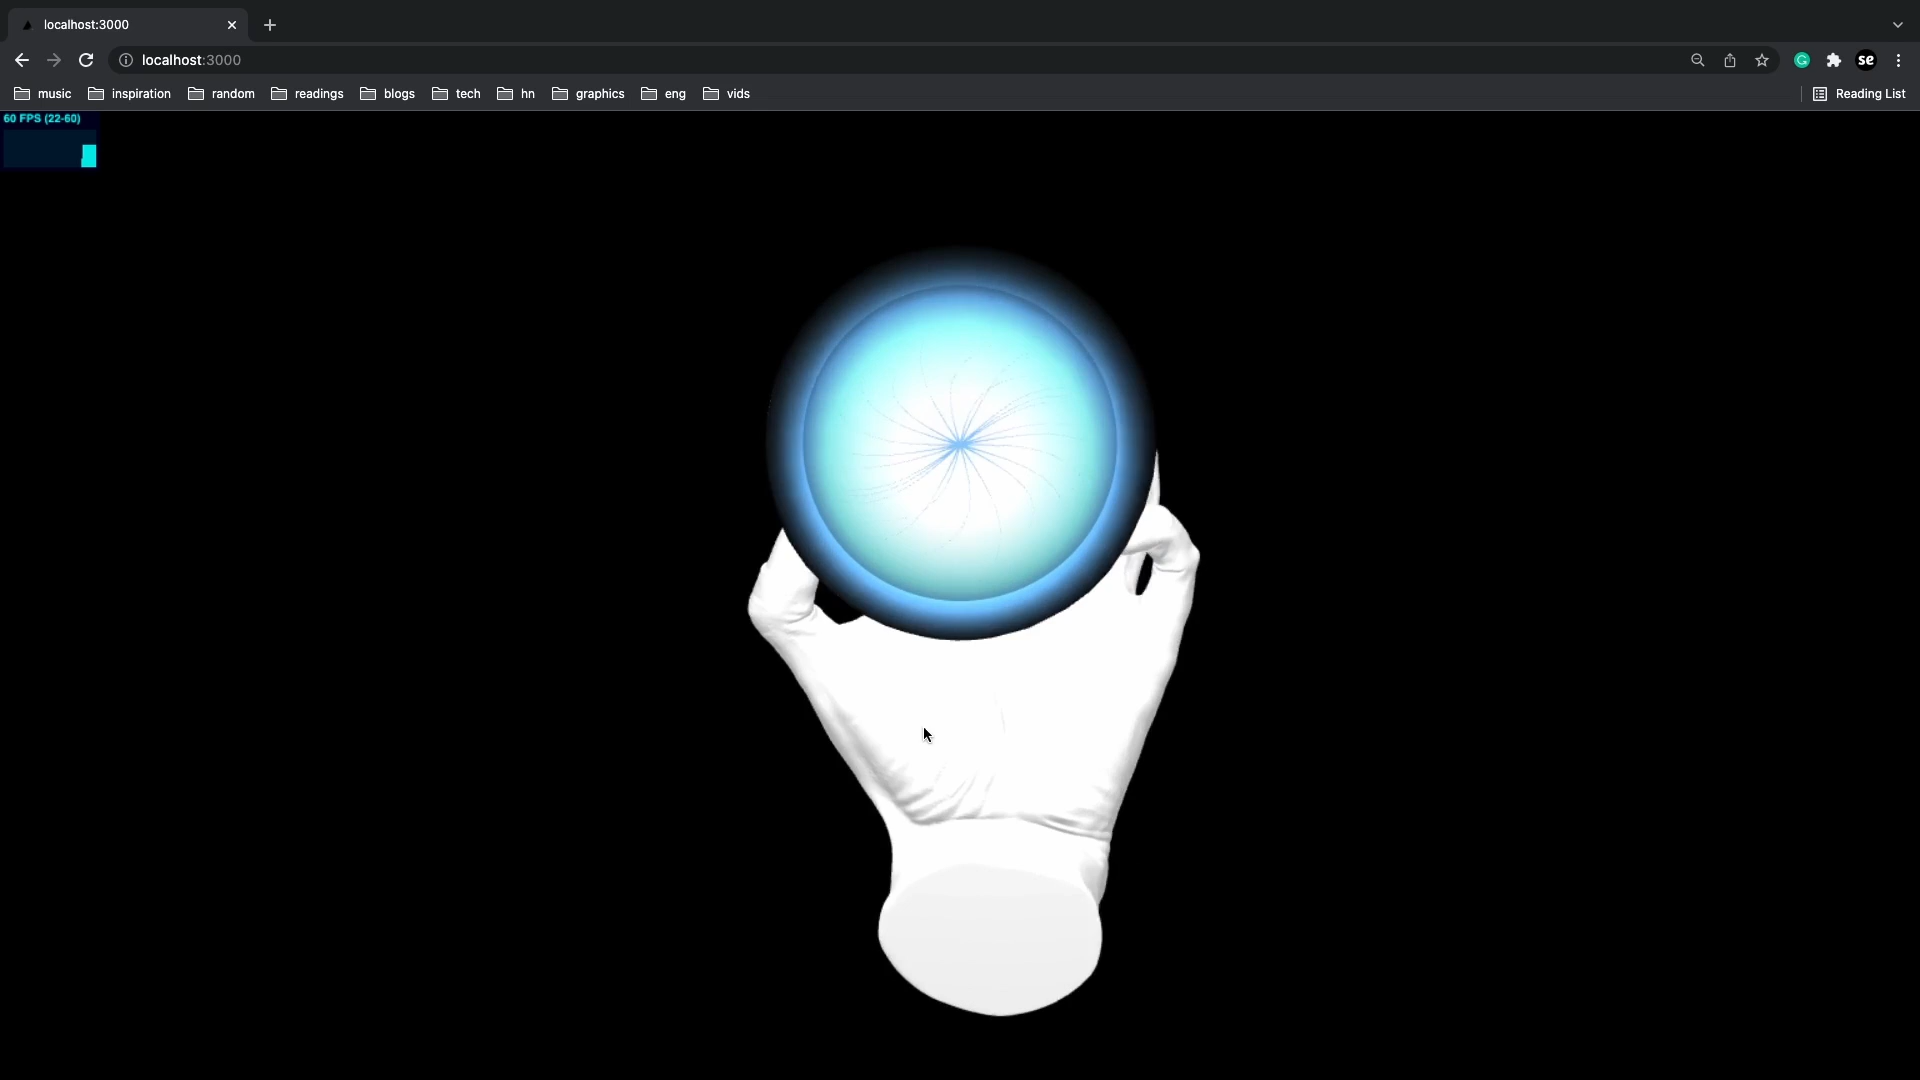 localhost:3000
localhost:3000
se
music inspiration random readings blogs tech hn graphics eng vids Reading List
60 FPS (22-60)